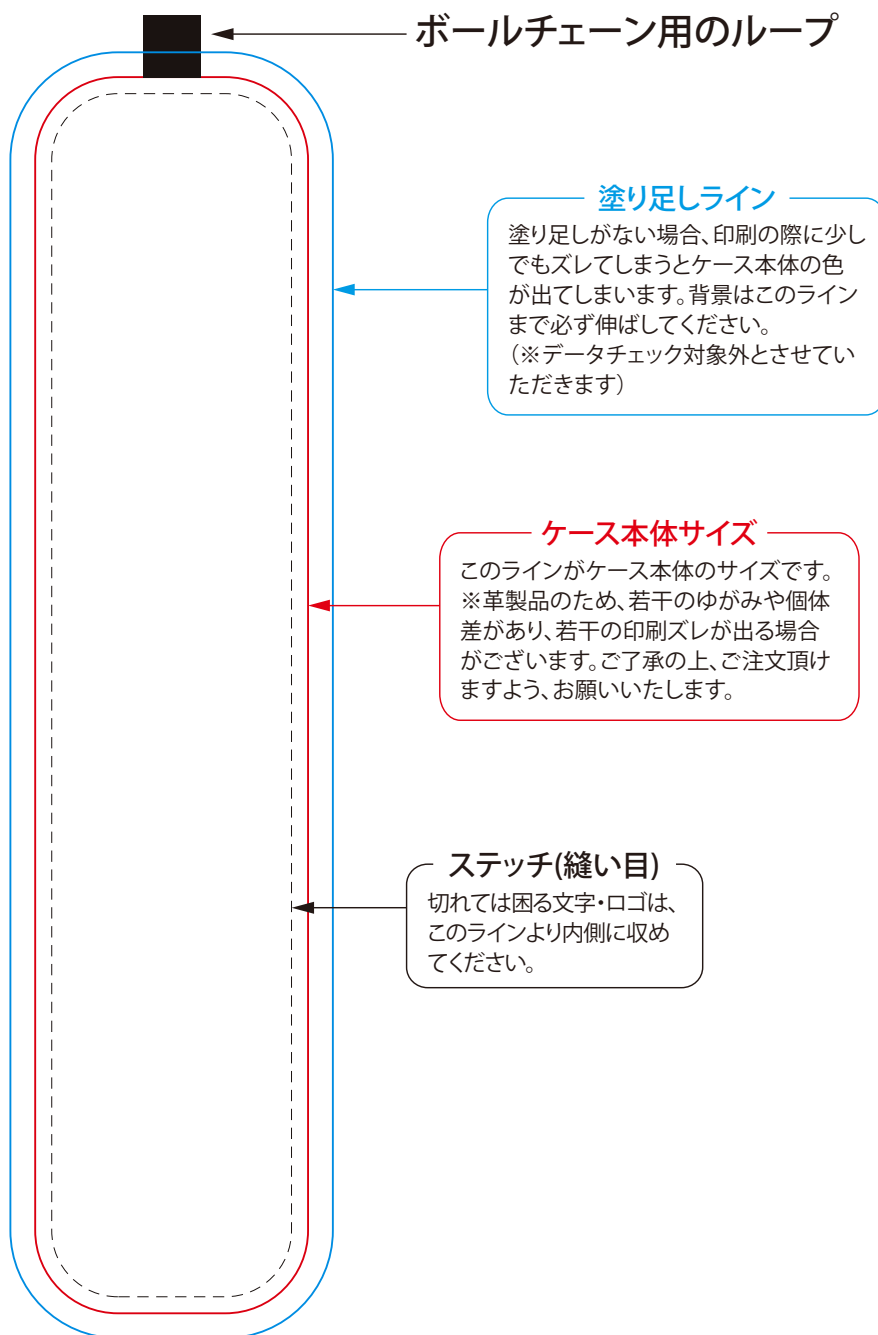 ボールチェーン用のループ
塗り足しライン
塗り足しがない場合、印刷の際に少し
でもズレてしまうとケース本体の色
が出てしまいます。背景はこのライン
まで必ず伸ばしてください。
(※データチェック対象外とさせてい
ただきます)
ケース本体サイズ
このラインがケース本体のサイズです。
※革製品のため、若干のゆがみや個体
差があり、若干の印刷ズレが出る場合
がございます。ご了承の上、ご注文頂け
ますよう、お願いいたします。
ステッチ(縫い目)
切れては困る文字・ロゴは、
このラインより内側に収め
てください。